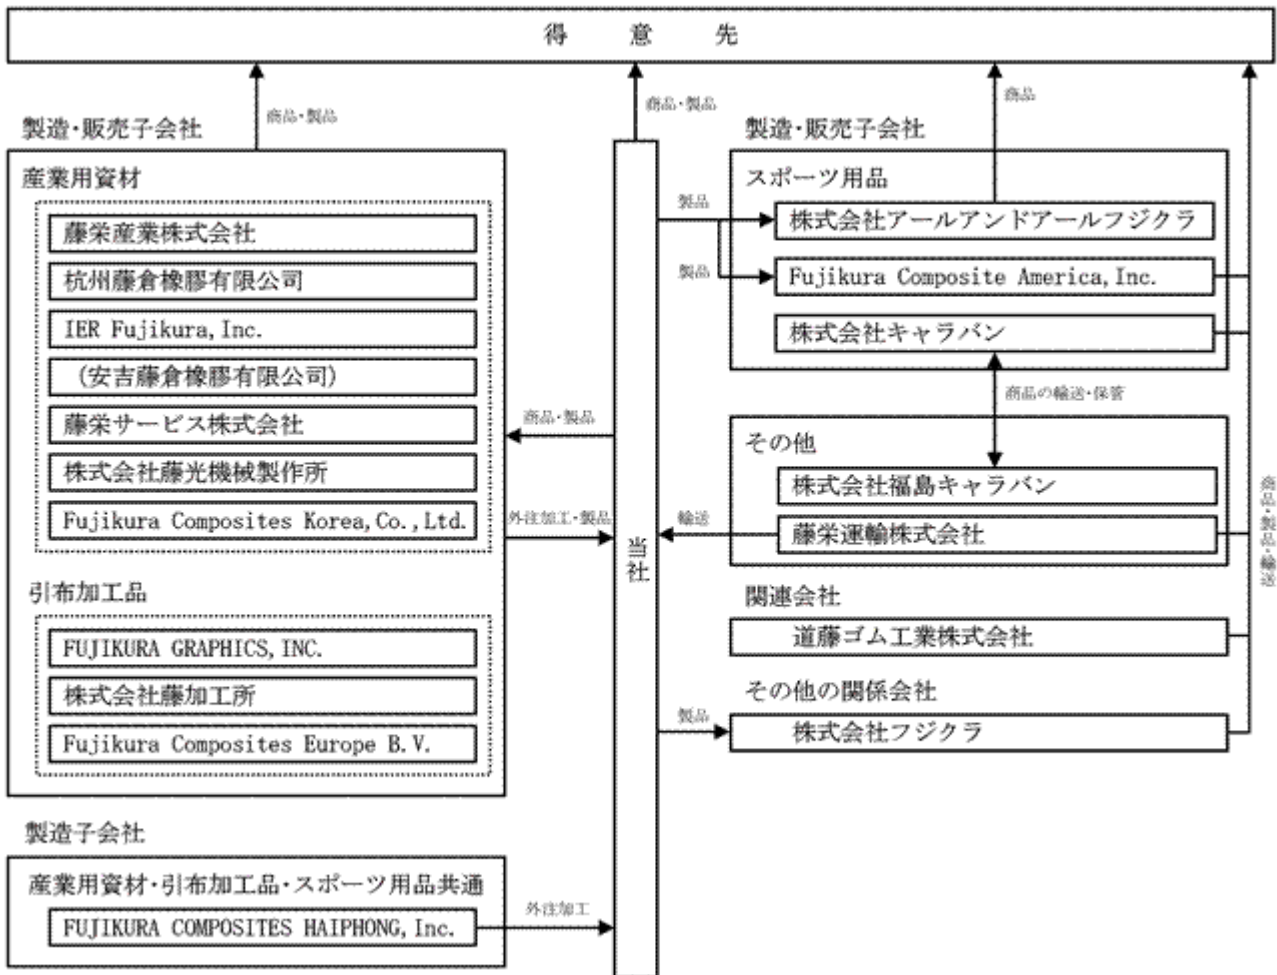 得意先
商品・製品
商品・製品
商品
製造・販売子会社
産業用資材
藤栄産業株式会社
杭州藤倉橡膠有限公司
IER Fujikura,Inc.
(安吉藤倉橡膠有限公司)
藤栄サービス株式会社
株式会社藤光機械製作所
Fujikura Composites Korea,Co.,Ltd.
引布加工品
FUJIKURA GRAPHICS,INC.
株式会社藤加工所
Fujikura Composites Europe B.V.
製造子会社
産業用資材・引布加工品・スポーツ用品共通
FUJIKURA COMPOSITES HAIPHONG,Inc.
商品・製品
外注加工・製品
外注加工
当社
製品
製品
輸送
製品
製造・販売子会社
スポーツ用品
株式会社アールアンドアールフジクラ
Fujikura Composite America,Inc.
株式会社キャラバン
商品の輸送・保管
その他
株式会社福島キャラバン
藤栄運輸株式会社
関連会社
道藤ゴム工業株式会社
その他の関係会社
株式会社フジクラ
商品・製品・輸送